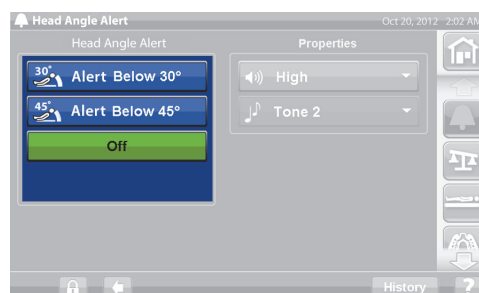 Head Angle Alert
Oct 20, 2012 2:02 AM
Head Angle Alert
Properties
30° Alert Below 30°
45° Alert Below 45°
Off
High
Tone 2
History
?